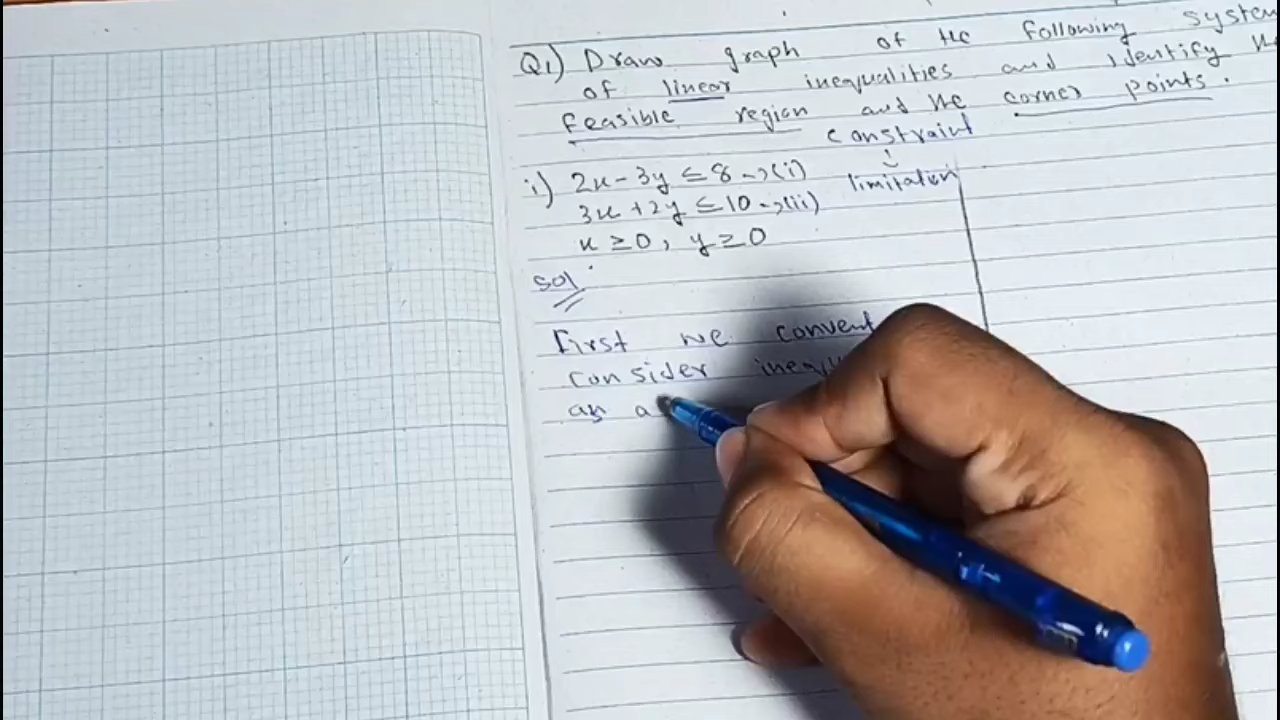 Q1) Draw graph of the following system
of linear inequalities and identify the
feasible region and the corner points.
constraint
i) 2x - 3y ≤ 8 → (i) limitation
3x + 2y ≤ 10 → (ii)
x ≥ 0, y ≥ 0
Sol
First we convent
consider
as a